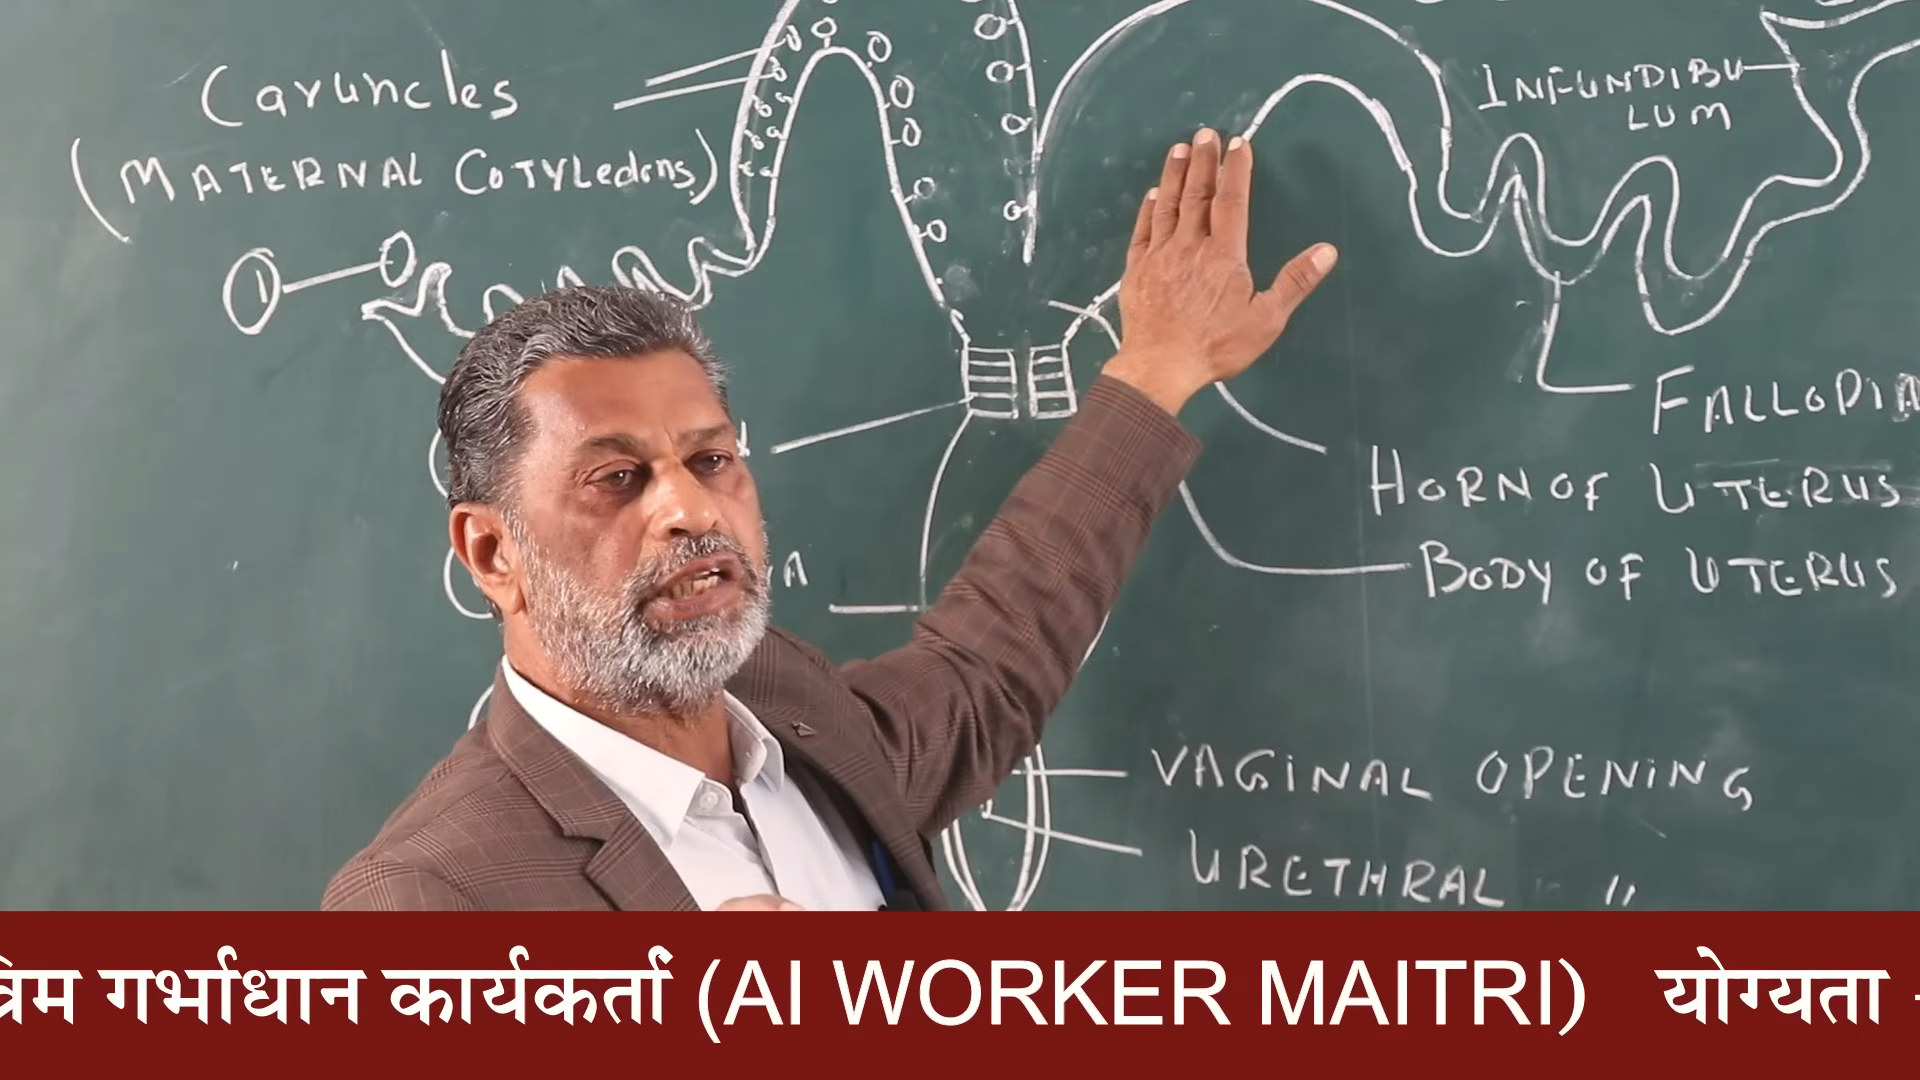 Caruncles
(MATERNAL COTYLedons)
INFUNDIBU
LUM
HORN OF UTERUS
BODY OF UTERUS
VAGINAL OPENING
URETHRAL 〃
गर्भाधान कार्यकर्ता (AI WORKER MAITRI) योग्यता -